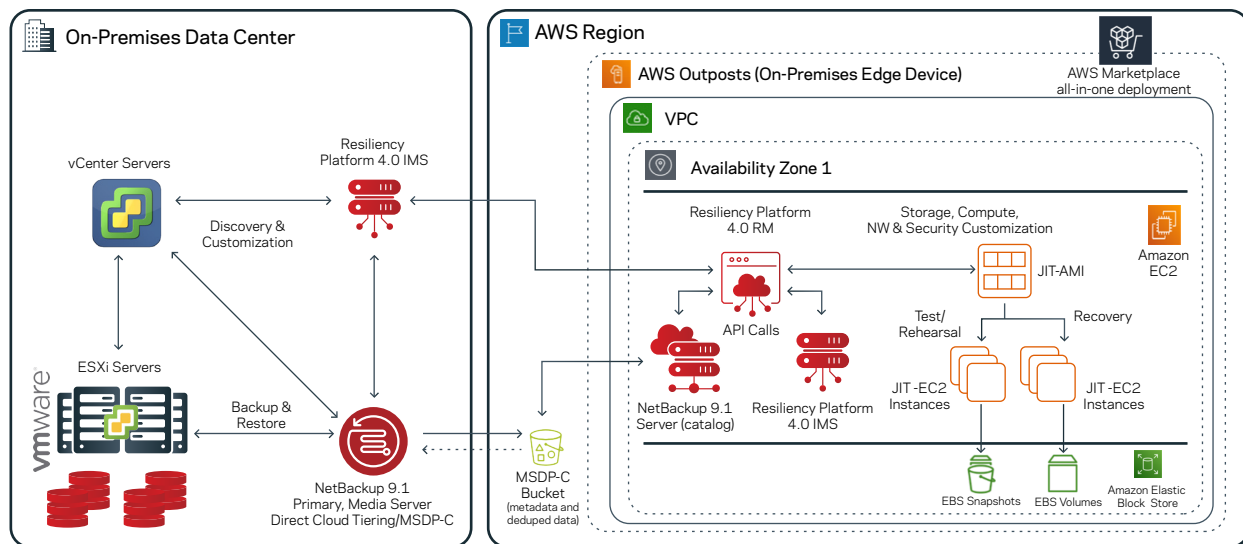 On-Premises Data Center
vCenter Servers
Resiliency
Platform 4.0 IMS
Discovery &
Customization
ESXi Servers
vmware®
Backup &
Restore
NetBackup 9.1
Primary, Media Server
Direct Cloud Tiering/MSDP-C
AWS Region
AWS Marketplace
all-in-one deployment
AWS Outposts (On-Premises Edge Device)
VPC
Availability Zone 1
Resiliency Platform
4.0 RM
Storage, Compute,
NW & Security Customization
Amazon
EC2
JIT-AMI
API Calls
Test/
Rehearsal
Recovery
NetBackup 9.1
Server (catalog)
Resiliency Platform
4.0 IMS
JIT -EC2
Instances
JIT -EC2
Instances
MSDP-C
Bucket
(metadata and
deduped data)
EBS Snapshots
EBS Volumes
Amazon Elastic
Block Store